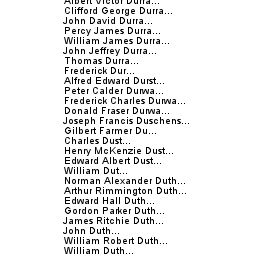 Albert Victor Durra...
Clifford George Durra...
John David Durra...
Percy James Durra...
William James Durra...
John Jeffrey Durra...
Thomas Durra...
Frederick Dur...
Alfred Edward Durst...
Peter Calder Durwa...
Frederick Charles Durwa...
Donald Fraser Durwa...
Joseph Francis Duschens...
Gilbert Farmer Du...
Charles Dust...
Henry McKenzie Dust...
Edward Albert Dust...
William Dut...
Norman Alexander Duth...
Arthur Rimmington Duth...
Edward Hall Duth...
Gordon Parker Duth...
James Ritchie Duth...
John Duth...
William Robert Duth...
William Duth...